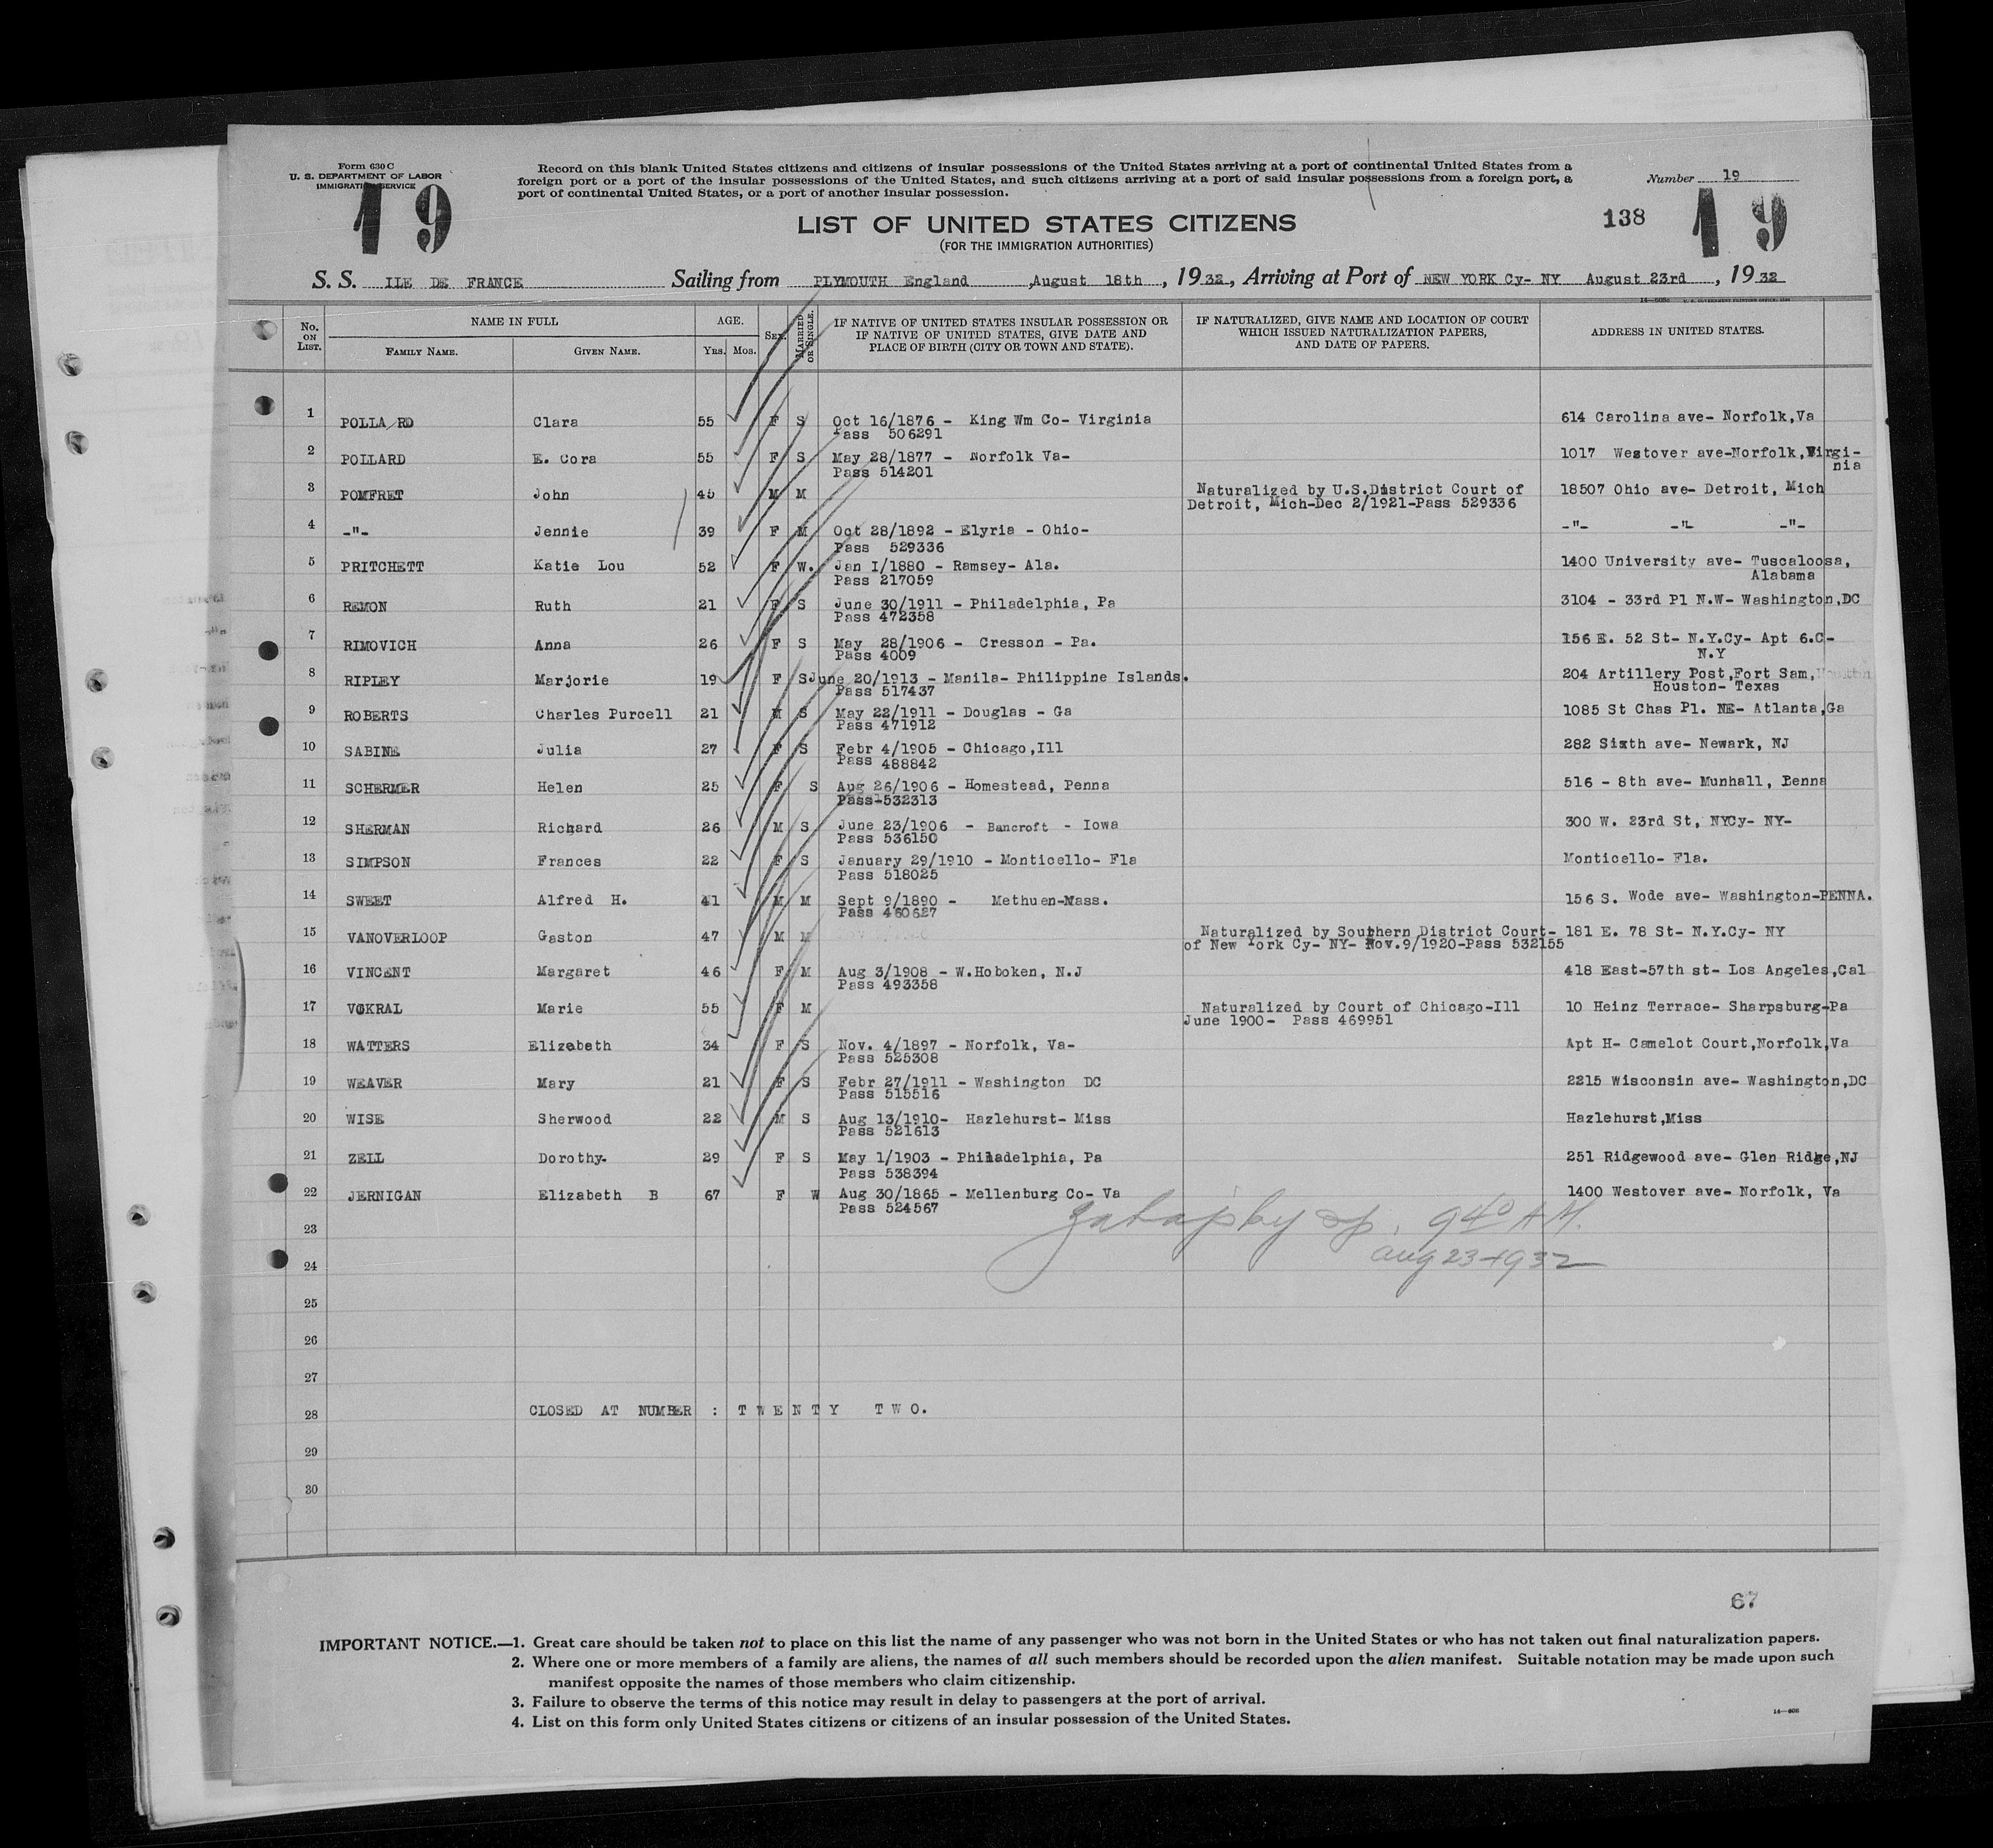 Form 630 C
U. S. DEPARTMENT OF LABOR
IMMIGRATION SERVICE
19
Record on this blank United States citizens and citizens of insular possessions of the United States arriving at a port of continental United States from a
foreign port or a port of the insular possessions of the United States, and such citizens arriving at a port of said insular possessions from a foreign port, a
port of continental United States, or a port of another insular possession.
Number 19
LIST OF UNITED STATES CITIZENS
(FOR THE IMMIGRATION AUTHORITIES)
138
19
S. S. ILE DE FRANCE Sailing from PLYMOUTH England ,August 18th, 1932, Arriving at Port of NEW YORK Cy- NY August 23rd, 1932
No. ON LIST. NAME IN FULL AGE. Sex. MARRIED OR SINGLE. IF NATIVE OF UNITED STATES INSULAR POSSESSION OR IF NATIVE OF UNITED STATES, GIVE DATE AND PLACE OF BIRTH (CITY OR TOWN AND STATE). IF NATURALIZED, GIVE NAME AND LOCATION OF COURT WHICH ISSUED NATURALIZATION PAPERS, AND DATE OF PAPERS. ADDRESS IN UNITED STATES.
FAMILY NAME. GIVEN NAME. Yrs. Mos.
1 POLLARD Clara 55 F S Oct 16/1876 - King Wm Co- Virginia 614 Carolina ave- Norfolk,Va
Pass 506291
2 POLLARD E. Cora 55 F S May 28/1877 - Norfolk Va- 1017 Westover ave-Norfolk,Virgi-
Pass 514201 nia
3 POMFRET John 45 M M Naturalized by U.S.District Court of 18507 Ohio ave- Detroit, Mich
Detroit, Mich-Dec 2/1921-Pass 529336
4 -"- Jennie 39 F M Oct 28/1892 - Elyria - Ohio- -"- -"- -"-
Pass 529336
5 PRITCHETT Katie Lou 52 F W. Jan I/1880 - Ramsey- Ala. 1400 University ave- Tuscaloosa,
Pass 217059 Alabama
6 REMON Ruth 21 F S June 30/1911 - Philadelphia, Pa 3104 - 33rd Pl N.W- Washington,DC
Pass 472358
7 RIMOVICH Anna 26 F S May 28/1906 - Cresson - Pa. 156 E. 52 St- N.Y.Cy- Apt 6.C-
Pass 4009 N.Y
8 RIPLEY Marjorie 19 F S June 20/1913 - Manila- Philippine Islands. 204 Artillery Post,Fort Sam,
Pass 517437 Houston- Texas
9 ROBERTS Charles Purcell 21 M S May 22/1911 - Douglas - Ga 1085 St Chas Pl. NE- Atlanta,Ga
Pass 471912
10 SABINE Julia 27 F S Febr 4/1905 - Chicago,Ill 282 Sixth ave- Newark, NJ
Pass 488842
11 SCHERMER Helen 25 F S Aug 26/1906 - Homestead, Penna 516 - 8th ave- Munhall, Penna
Pass-532313
12 SHERMAN Richard 26 M S June 23/1906 - Bancroft - Iowa 300 W. 23rd St, NYCy- NY-
Pass 536150
13 SIMPSON Frances 22 F S January 29/1910 - Monticello- Fla Monticello- Fla.
Pass 518025
14 SWEET Alfred H. 41 M M Sept 9/1890 - Methuen-Mass. 156 S. Wode ave- Washington-PENNA.
Pass 460627
15 VANOVERLOOP Gaston 47 M M Naturalized by Southern District Court- 181 E. 78 St- N.Y.Cy- NY
of New York Cy- NY- Nov.9/1920-Pass 532155
16 VINCENT Margaret 46 F M Aug 3/1908 - W.Hoboken, N.J 418 East-57th st- Los Angeles,Cal
Pass 493358
17 VOKRAL Marie 55 F M Naturalized by Court of Chicago-Ill 10 Heinz Terrace- Sharpsburg-Pa
June 1900- Pass 469951
18 WATTERS Elizabeth 34 F S Nov. 4/1897 - Norfolk, Va- Apt H- Camelot Court,Norfolk,Va
Pass 525308
19 WEAVER Mary 21 F S Febr 27/1911 - Washington DC 2215 Wisconsin ave- Washington,DC
Pass 515516
20 WISE Sherwood 22 M S Aug 13/1910- Hazlehurst- Miss Hazlehurst,Miss
Pass 521613
21 ZELL Dorothy- 29 F S May 1/1903 - Philadelphia, Pa 251 Ridgewood ave- Glen Ridge,NJ
Pass 538394
22 JERNIGAN Elizabeth B 67 F W Aug 30/1865 - Mellenburg Co- Va 1400 Westover ave- Norfolk, Va
Pass 524567
23 940 AM.
24 Aug 23-1932
25
26
27
28 CLOSED AT NUMBER : TWENTY TWO.
29
30
67
IMPORTANT NOTICE.—1. Great care should be taken not to place on this list the name of any passenger who was not born in the United States or who has not taken out final naturalization papers.
2. Where one or more members of a family are aliens, the names of all such members should be recorded upon the alien manifest. Suitable notation may be made upon such
manifest opposite the names of those members who claim citizenship.
3. Failure to observe the terms of this notice may result in delay to passengers at the port of arrival.
4. List on this form only United States citizens or citizens of an insular possession of the United States.